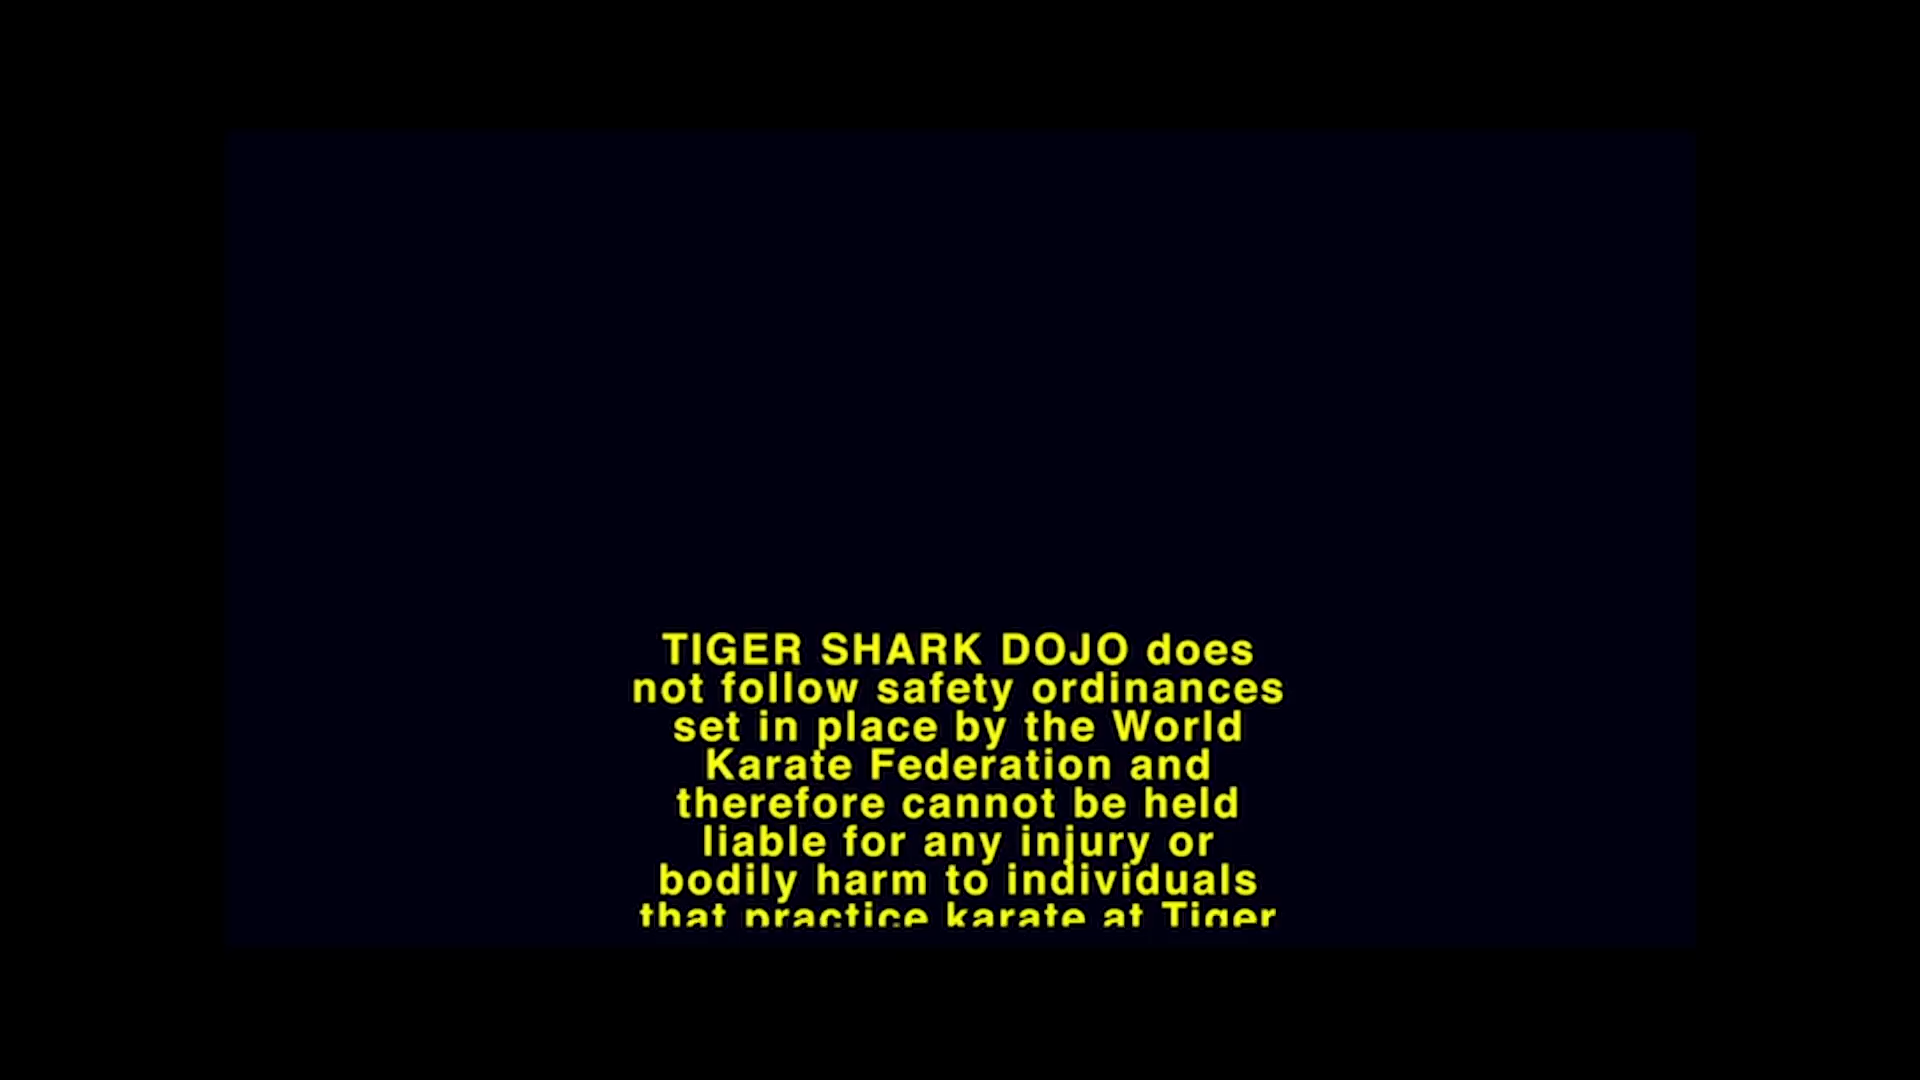 TIGER SHARK DOJO does
not follow safety ordinances
set in place by the World
Karate Federation and
therefore cannot be held
liable for any injury or
bodily harm to individuals
that practice karate at Tiger